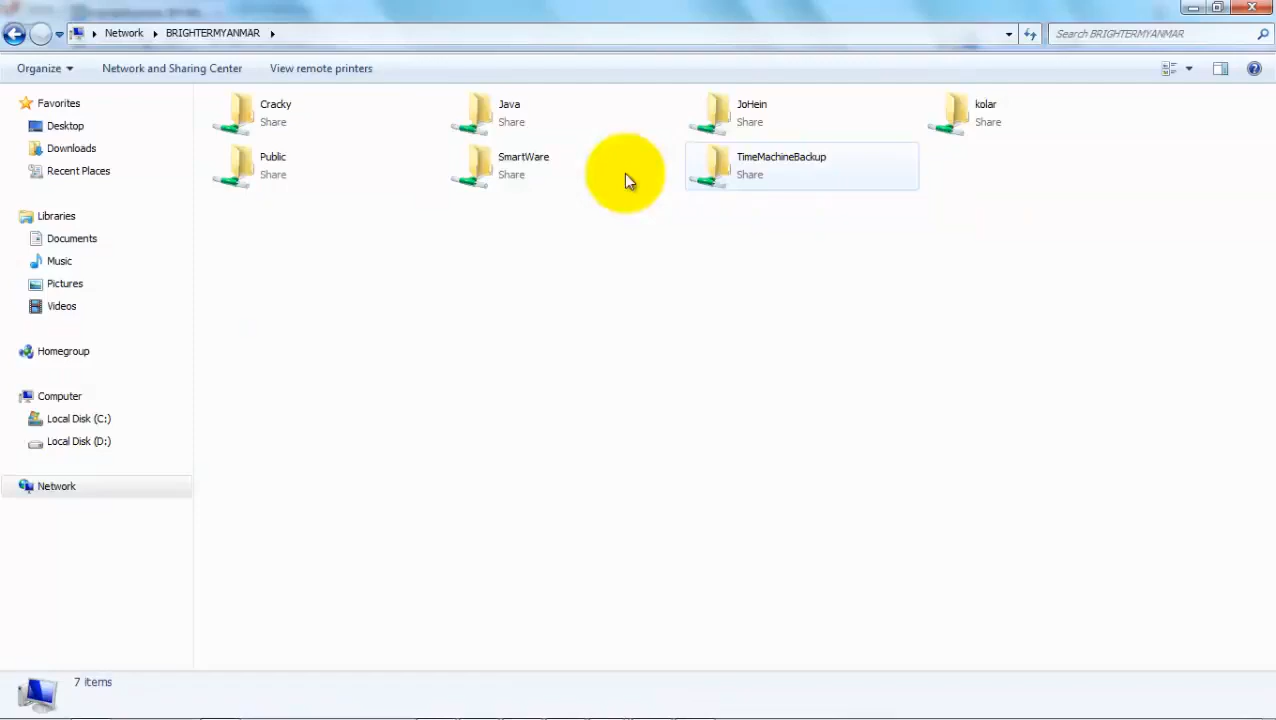 Network
BRIGHTERMYANMAR
Search BRIGHTERMYANMAR
Organize
Network and Sharing Center
View remote printers
Favorites
Desktop
Downloads
Recent Places
Libraries
Documents
Music
Pictures
Videos
Homegroup
Computer
Local Disk (C:)
Local Disk (D:)
Network
Cracky
Share
Java
Share
JoHein
Share
kolar
Share
Public
Share
SmartWare
Share
TimeMachineBackup
Share
7 items